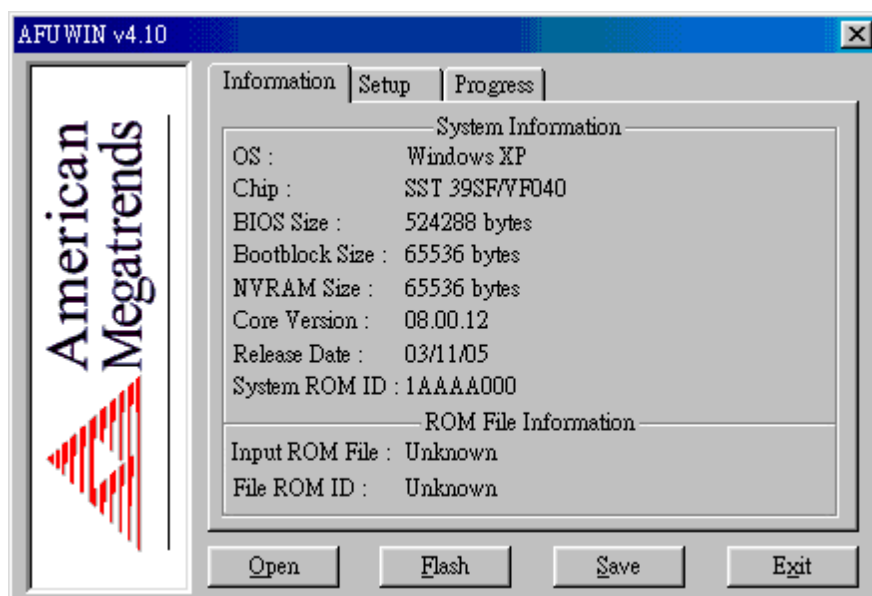 AFUWIN v4.10
American
Megatrends
Information
Setup
Progress
System Information
OS : Windows XP
Chip : SST 39SF/VF040
BIOS Size : 524288 bytes
Bootblock Size : 65536 bytes
NVRAM Size : 65536 bytes
Core Version : 08.00.12
Release Date : 03/11/05
System ROM ID : 1AAAA000
ROM File Information
Input ROM File : Unknown
File ROM ID : Unknown
Open
Flash
Save
Exit